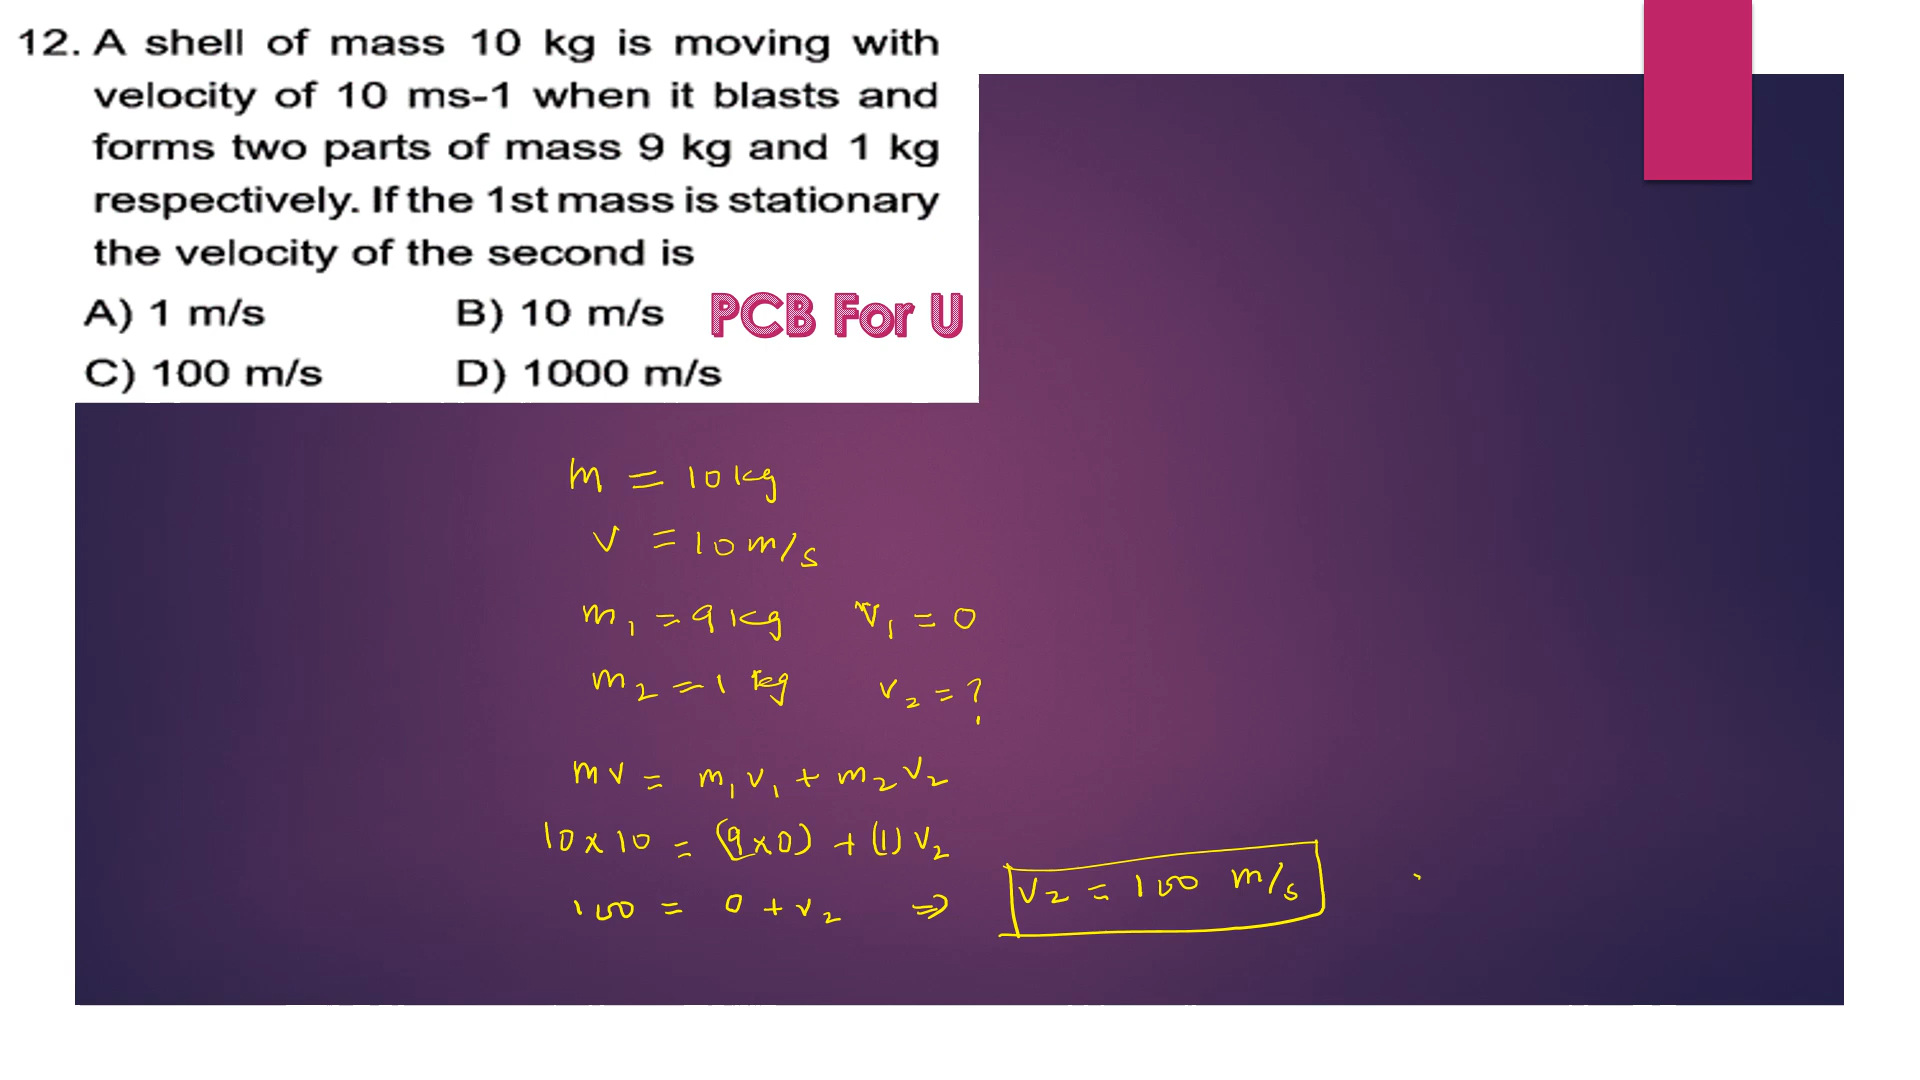 12. A shell of mass 10 kg is moving with
velocity of 10 ms-1 when it blasts and
forms two parts of mass 9 kg and 1 kg
respectively. If the 1st mass is stationary
the velocity of the second is
A) 1 m/s B) 10 m/s PCB For U
C) 100 m/s D) 1000 m/s
m = 10 kg
v = 10 m/s
m₁ = 9 kg v₁ = 0
m₂ = 1 kg v₂ = ?
mv = m₁v₁ + m₂v₂
10 x 10 = (9 x 0) + (1) v₂
100 = 0 + v₂ ⇒ v₂ = 100 m/s